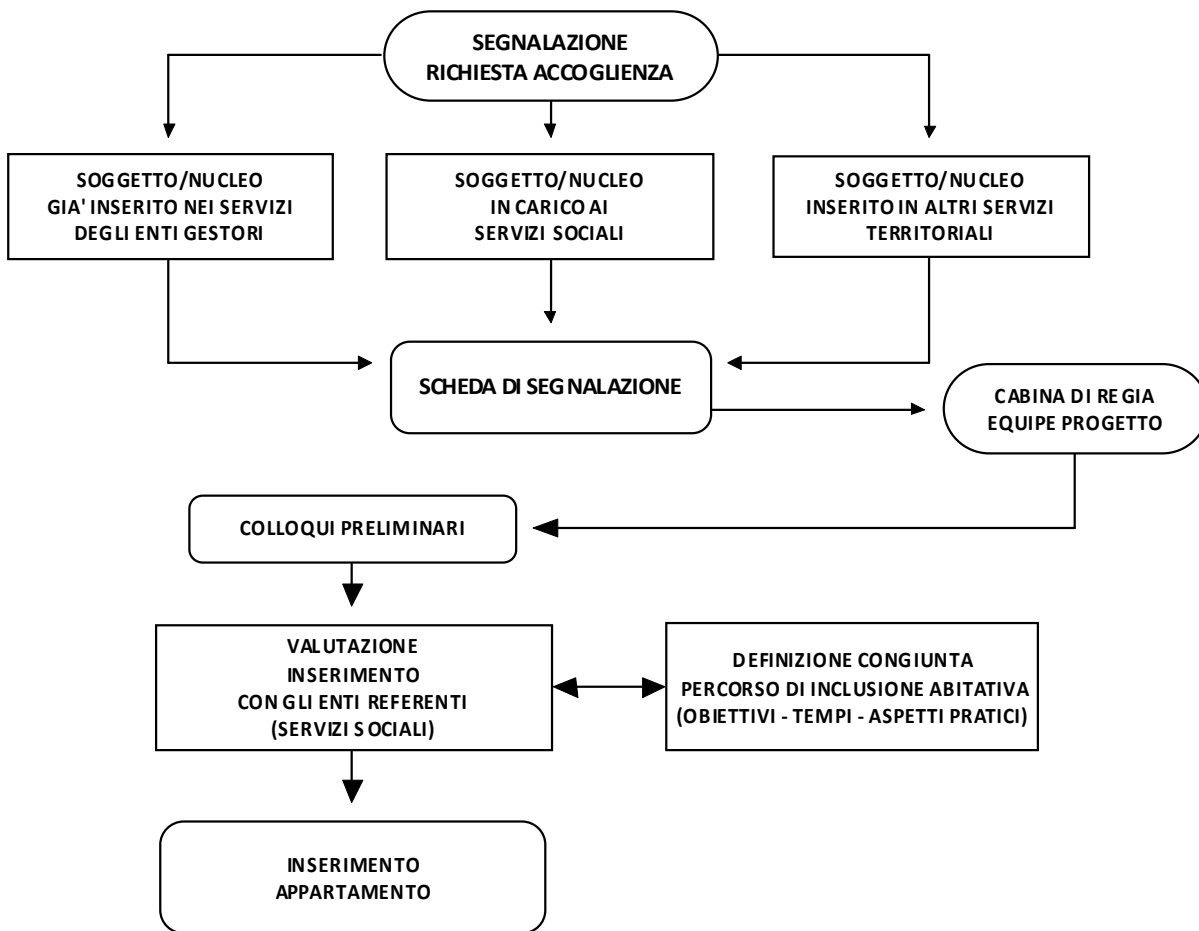 SEGNALAZIONE
RICHIESTA ACCOGLIENZA
SOGGETTO/NUCLEO
GIA' INSERITO NEI SERVIZI
DEGLI ENTI GESTORI
SOGGETTO/NUCLEO
IN CARICO AI
SERVIZI SOCIALI
SOGGETTO/NUCLEO
INSERITO IN ALTRI SERVIZI
TERRITORIALI
SCHEDA DI SEGNALAZIONE
CABINA DI REGIA
EQUIPE PROGETTO
COLLOQUI PRELIMINARI
VALUTAZIONE
INSERIMENTO
CON GLI ENTI REFERENTI
(SERVIZI SOCIALI)
DEFINIZIONE CONGIUNTA
PERCORSO DI INCLUSIONE ABITATIVA
(OBIETTIVI - TEMPI - ASPETTI PRATICI)
INSERIMENTO
APPARTAMENTO